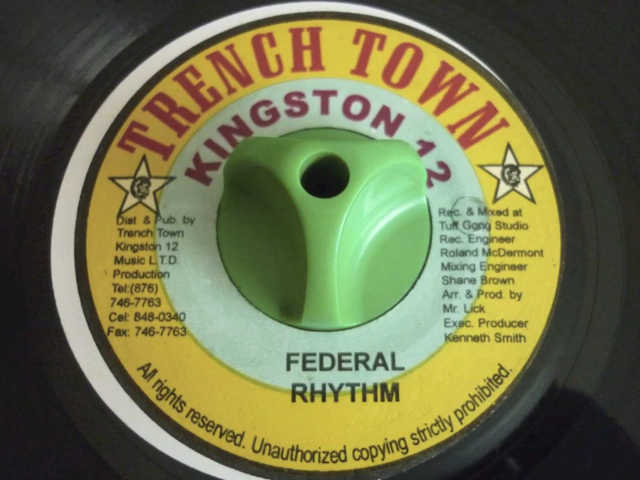 TRENCH TOWN
KINGSTON 12
Dist & Pub. by
Trench Town
Kingston 12
Music L.T.D.
Production
Tel:(876)
746-7763
Cel: 848-0340
Fax: 746-7763
Rec. & Mixed at
Tuff Gong Studio
Rec. Engineer
Roland McDermont
Mixing Engineer
Shane Brown
Arr. & Prod. by
Mr. Lick
Exec. Producer
Kenneth Smith
FEDERAL
RHYTHM
All rights reserved. Unauthorized copying strictly prohibited.